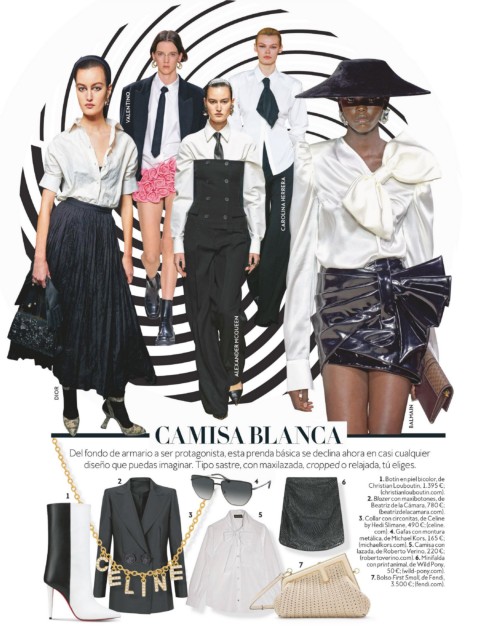 VALENTINO
CAROLINA HERRERA
ALEXANDER MCQUEEN
DIOR
BALMAIN
CAMISA BLANCA
Del fondo de armario a ser protagonista, esta prenda básica se declina ahora en casi cualquier
diseño que puedas imaginar. Tipo sastre, con maxilazada, cropped o relajada, tú eliges.
1
2
3
4
5
6
7
CELINE
1. Botín en piel bicolor, de
Christian Louboutin, 1.395 €;
(christianlouboutin.com).
2. Blazer con maxibotones, de
Beatriz de la Cámara, 780 €;
(beatrizdelacamara.com).
3. Collar con circonitas, de Celine
by Hedi Slimane, 490 €; (celine.
com). 4. Gafas con montura
metálica, de Michael Kors, 165 €;
(michaelkors.com). 5. Camisa con
lazada, de Roberto Verino, 220 €;
(robertoverino.com). 6. Minifalda
con print animal, de Wild Pony,
50 €; (wild-pony.com).
7. Bolso First Small, de Fendi,
3.500 €; (fendi.com)